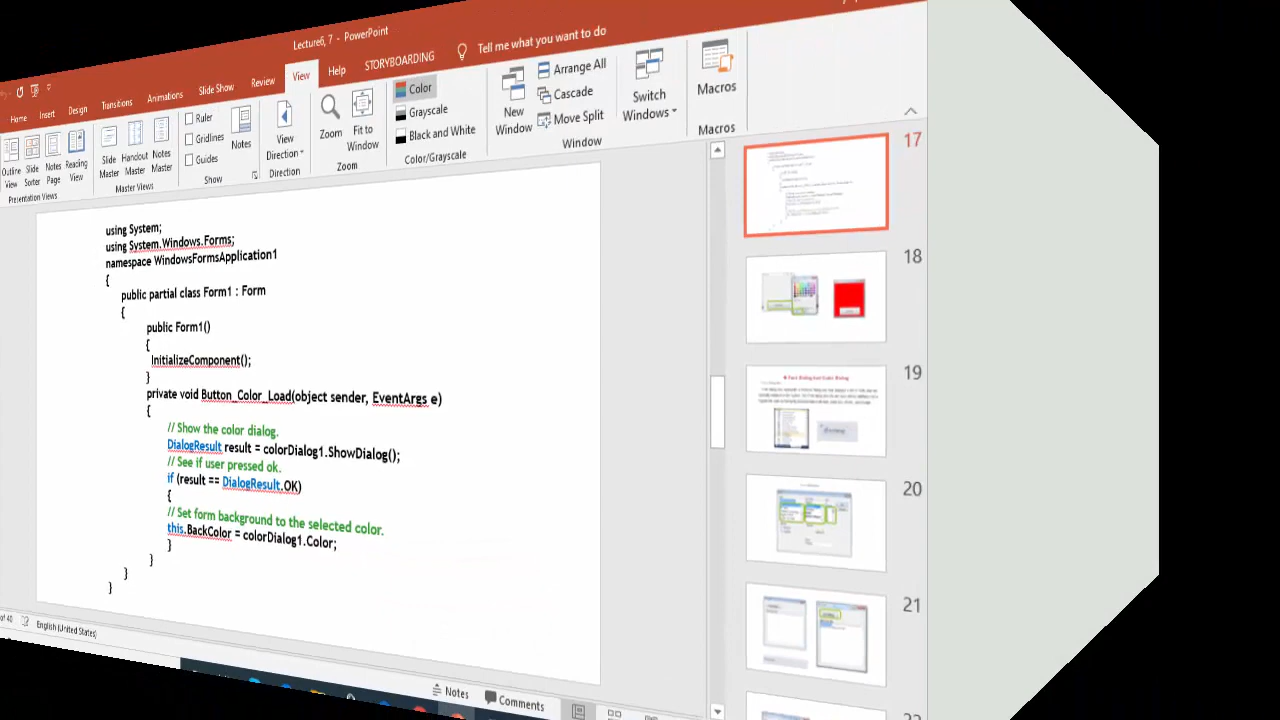 Lecture6, 7 - PowerPoint
Home Insert Design Transitions Animations Slide Show Review View Help STORYBOARDING Tell me what you want to do
Outline View
Slide Sorter
Notes Page
Reading View
Presentation Views
Slide Master
Handout Master
Notes Master
Master Views
Ruler
Gridlines
Guides
Show
Notes
View Direction
Direction
Zoom
Fit to Window
Zoom
Color
Grayscale
Black and White
Color/Grayscale
New Window
Arrange All
Cascade
Move Split
Window
Switch Windows
Macros
Macros
using System;
using System.Windows.Forms;
namespace WindowsFormsApplication1
{
public partial class Form1 : Form
{
public Form1()
{
InitializeComponent();
}
private void Button_Color_Load(object sender, EventArgs e)
{
// Show the color dialog.
DialogResult result = colorDialog1.ShowDialog();
// See if user pressed ok.
if (result == DialogResult.OK)
{
// Set form background to the selected color.
this.BackColor = colorDialog1.Color;
}
}
}
}
17
18
19
20
21
of 40 English (United States)
Notes Comments